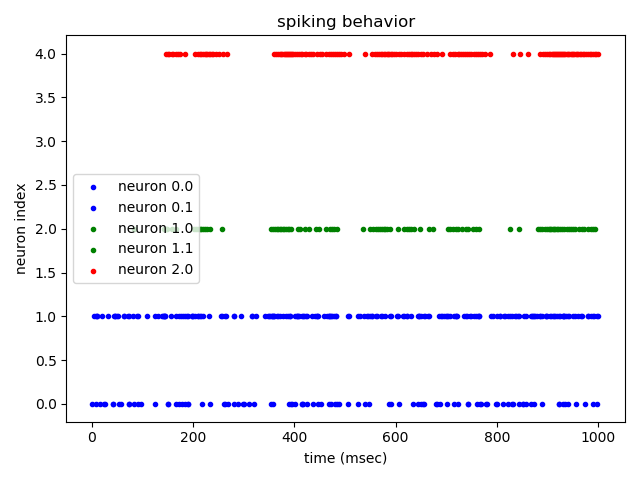 spiking behavior
4.0
3.5
3.0
2.5
2.0
1.5
1.0
0.5
0.0
neuron index
neuron 0.0
neuron 0.1
neuron 1.0
neuron 1.1
neuron 2.0
0 200 400 600 800 1000
time (msec)